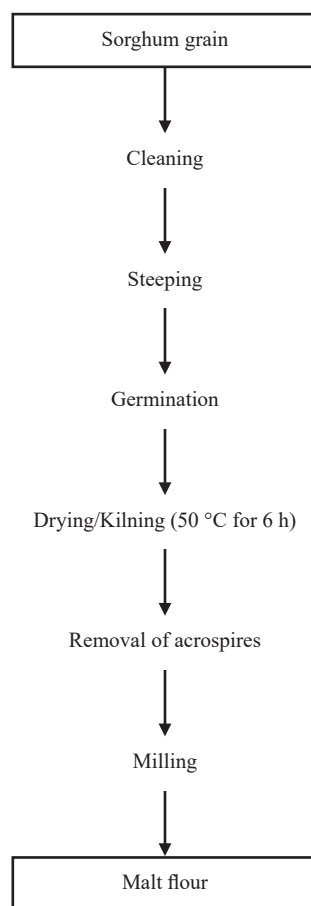 Sorghum grain
Cleaning
Steeping
Germination
Drying/Kilning (50 °C for 6 h)
Removal of acrospires
Milling
Malt flour